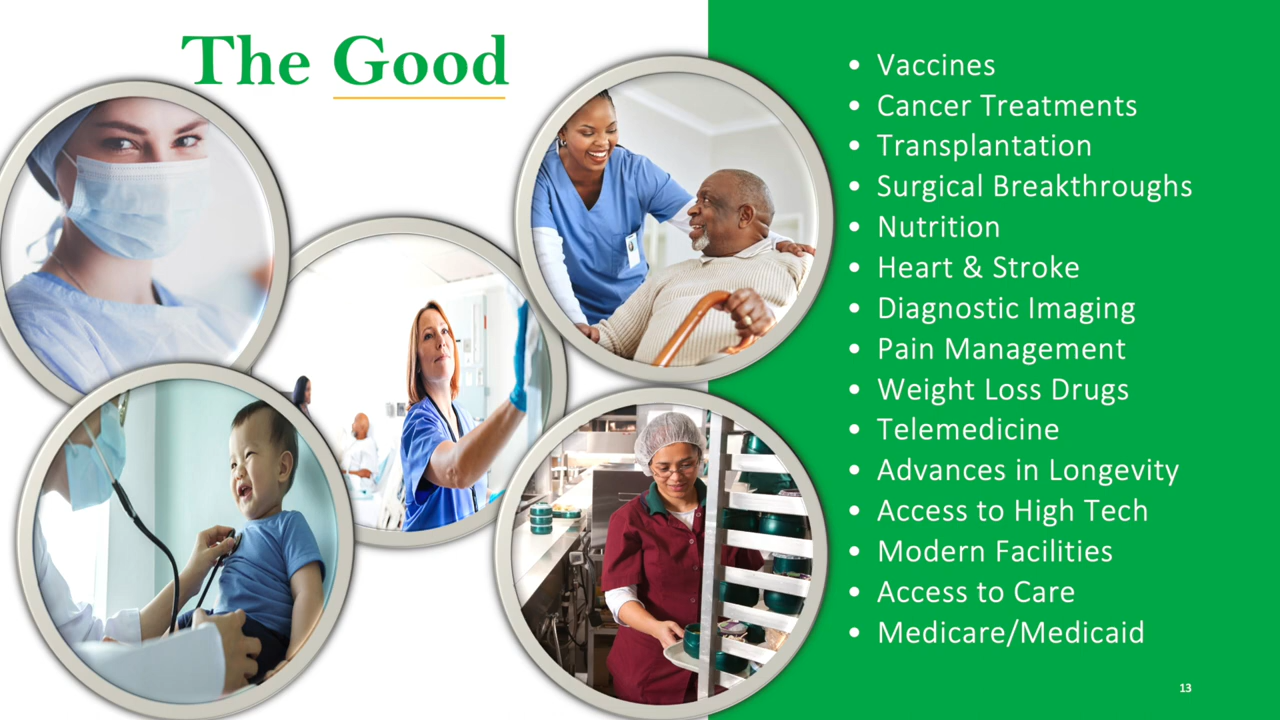 The Good
• Vaccines
• Cancer Treatments
• Transplantation
• Surgical Breakthroughs
• Nutrition
• Heart & Stroke
• Diagnostic Imaging
• Pain Management
• Weight Loss Drugs
• Telemedicine
• Advances in Longevity
• Access to High Tech
• Modern Facilities
• Access to Care
• Medicare/Medicaid
13